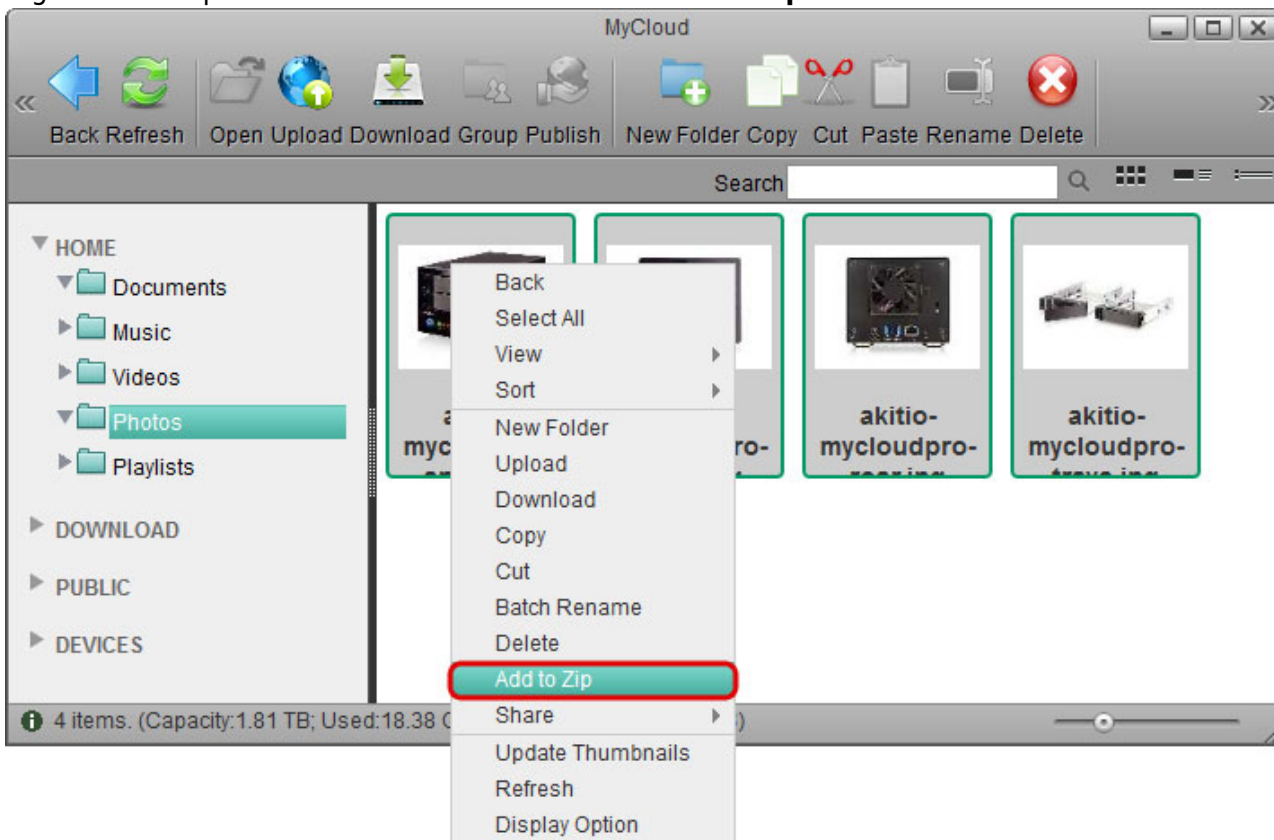 MyCloud
Back Refresh Open Upload Download Group Publish New Folder Copy Cut Paste Rename Delete
Search
HOME
Documents
Music
Videos
Photos
Playlists
DOWNLOAD
PUBLIC
DEVICES
akitio-
mycloudpro-
akitio-
mycloudpro-
Back
Select All
View
Sort
New Folder
Upload
Download
Copy
Cut
Batch Rename
Delete
Add to Zip
Share
Update Thumbnails
Refresh
Display Option
4 items. (Capacity:1.81 TB; Used:18.38